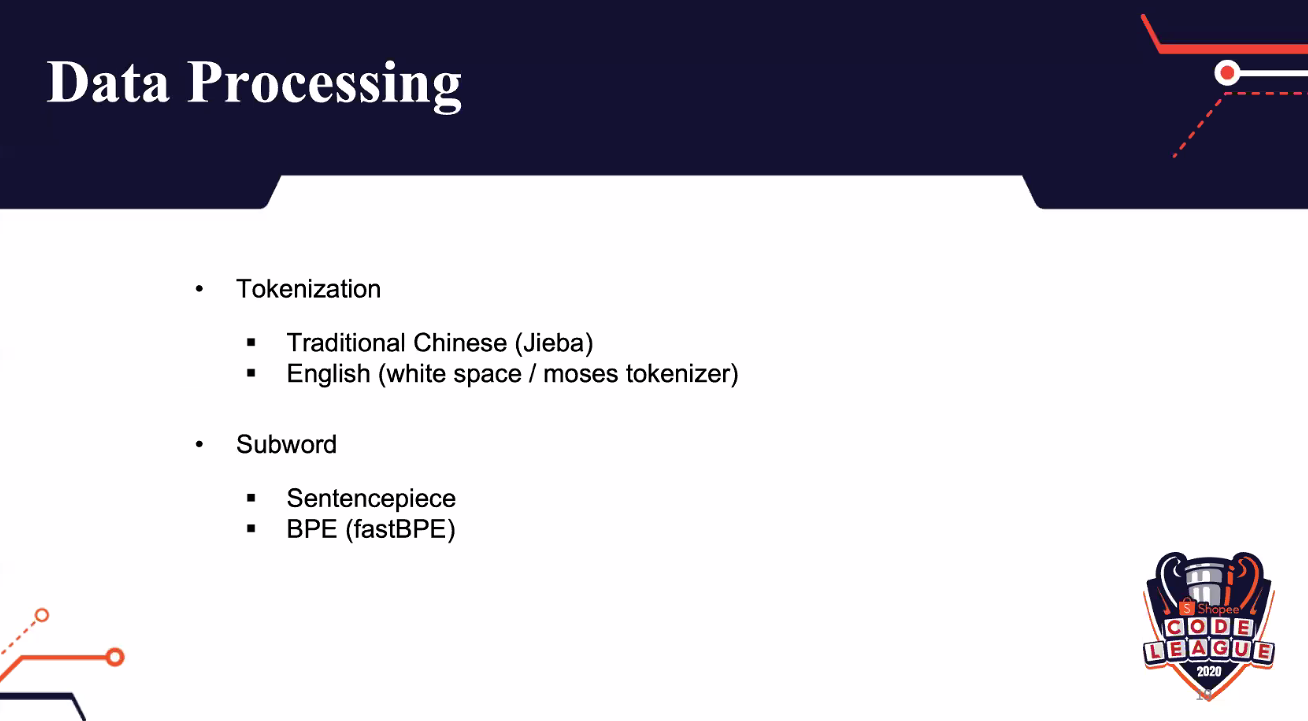 Data Processing
• Tokenization
▪ Traditional Chinese (Jieba)
▪ English (white space / moses tokenizer)
• Subword
▪ Sentencepiece
▪ BPE (fastBPE)
Shopee
CODE
LEAGUE
2020